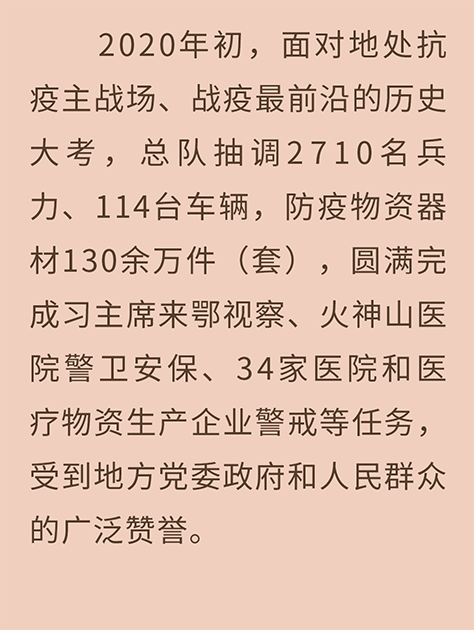 2020年初，面对地处抗
疫主战场、战疫最前沿的历史
大考，总队抽调2710名兵
力、114台车辆，防疫物资器
材130余万件（套），圆满完
成习主席来鄂视察、火神山医
院警卫安保、34家医院和医
疗物资生产企业警戒等任务，
受到地方党委政府和人民群众
的广泛赞誉。